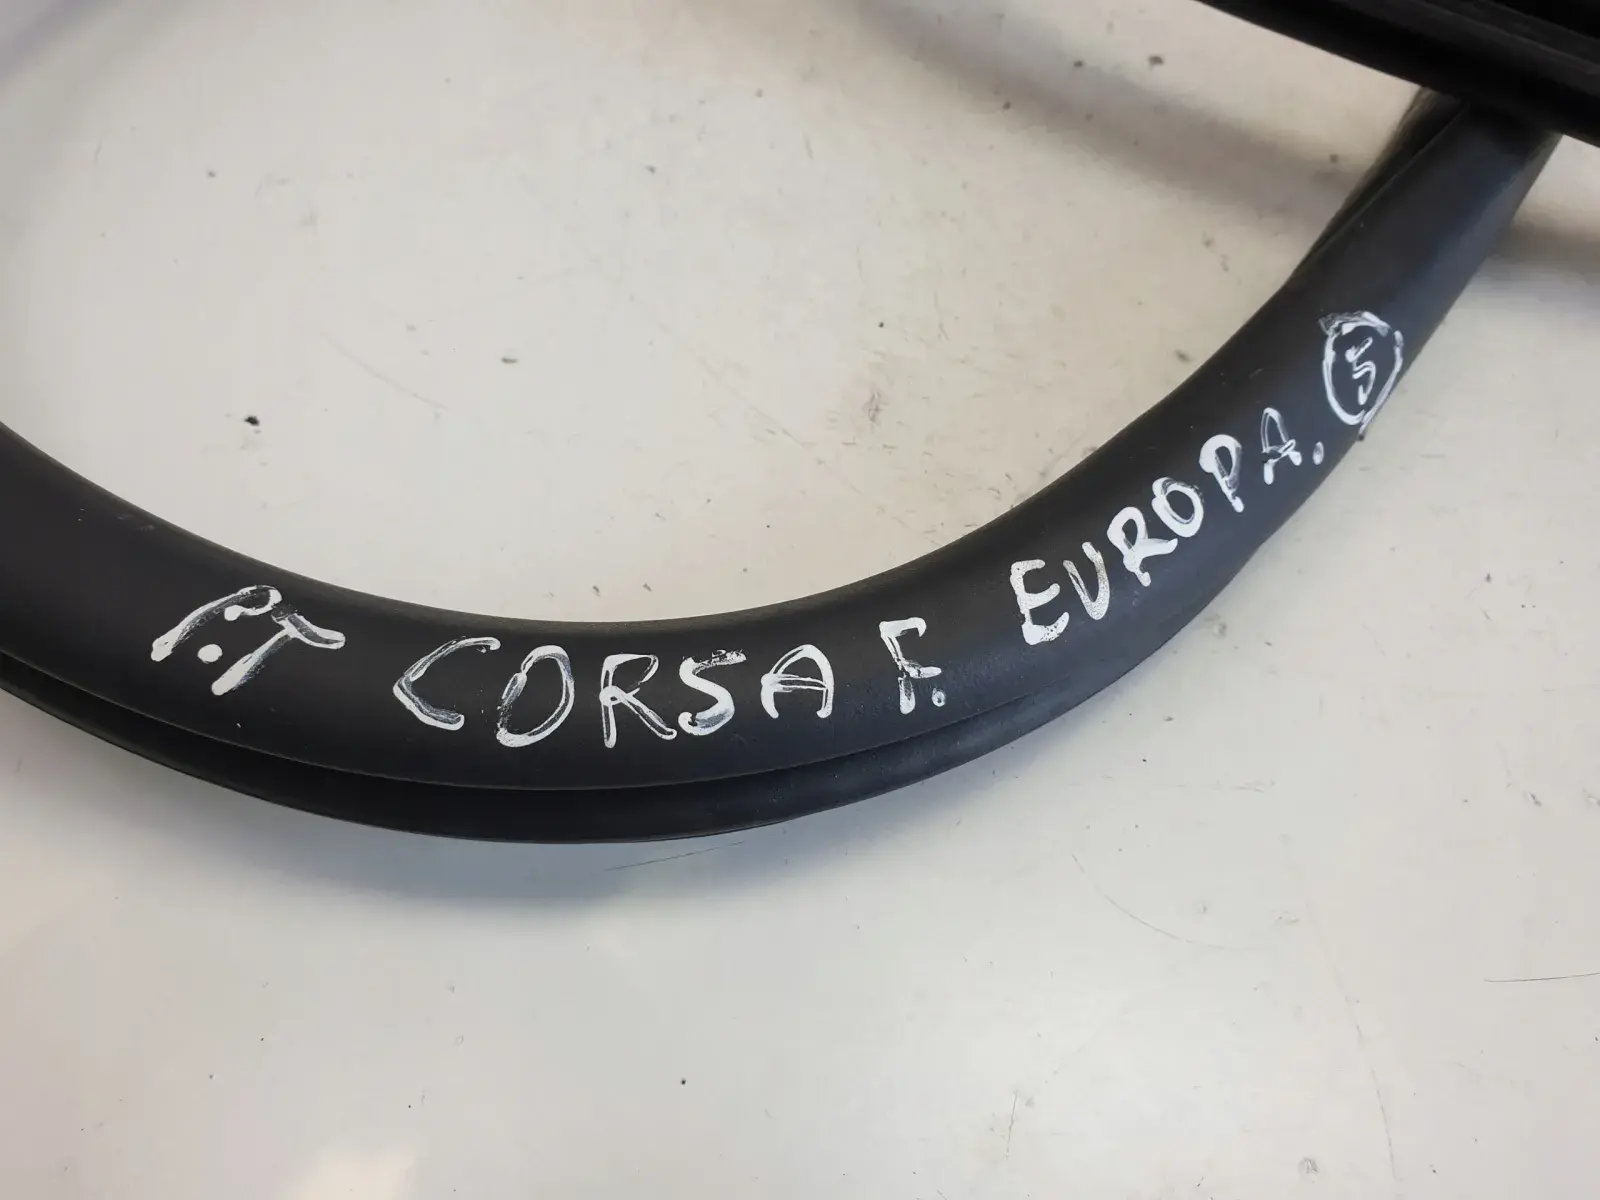 P.T CORSA F. EUROPA. 5